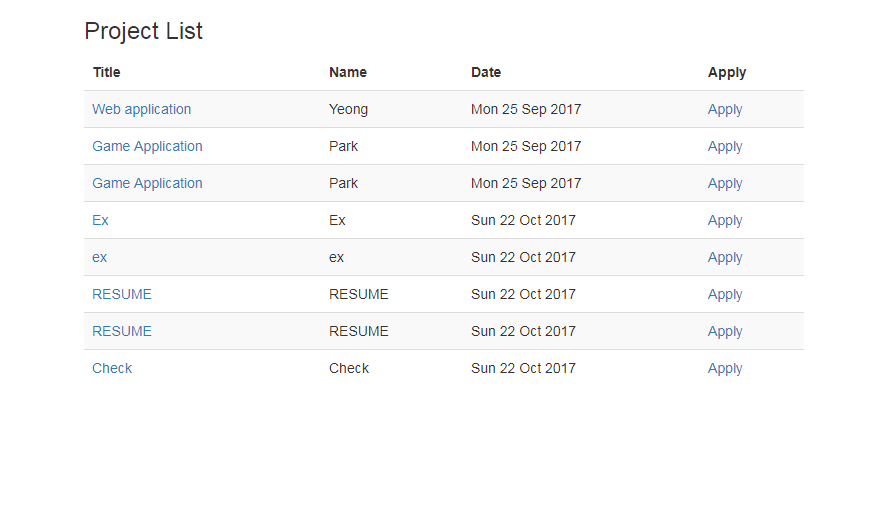 Project List
Title Name Date Apply
Web application Yeong Mon 25 Sep 2017 Apply
Game Application Park Mon 25 Sep 2017 Apply
Game Application Park Mon 25 Sep 2017 Apply
Ex Ex Sun 22 Oct 2017 Apply
ex ex Sun 22 Oct 2017 Apply
RESUME RESUME Sun 22 Oct 2017 Apply
RESUME RESUME Sun 22 Oct 2017 Apply
Check Check Sun 22 Oct 2017 Apply